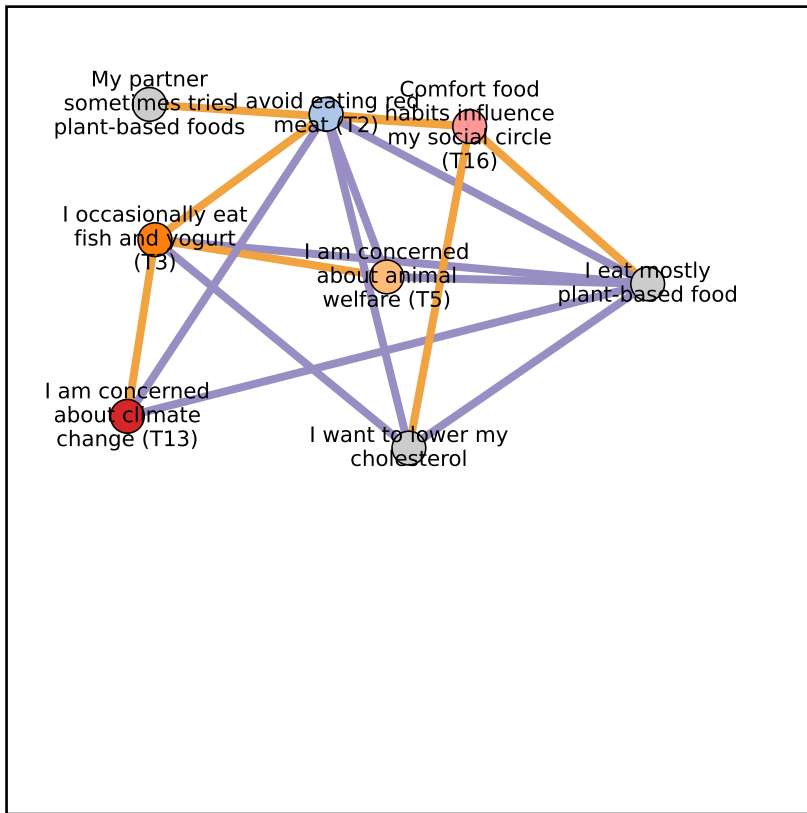 My partner
sometimes tries
plant-based foods
I avoid eating red
meat (T2)
Comfort food
habits influence
my social circle
(T16)
I occasionally eat
fish and yogurt
(T3)
I am concerned
about animal
welfare (T5)
I eat mostly
plant-based food
I am concerned
about climate
change (T13)
I want to lower my
cholesterol